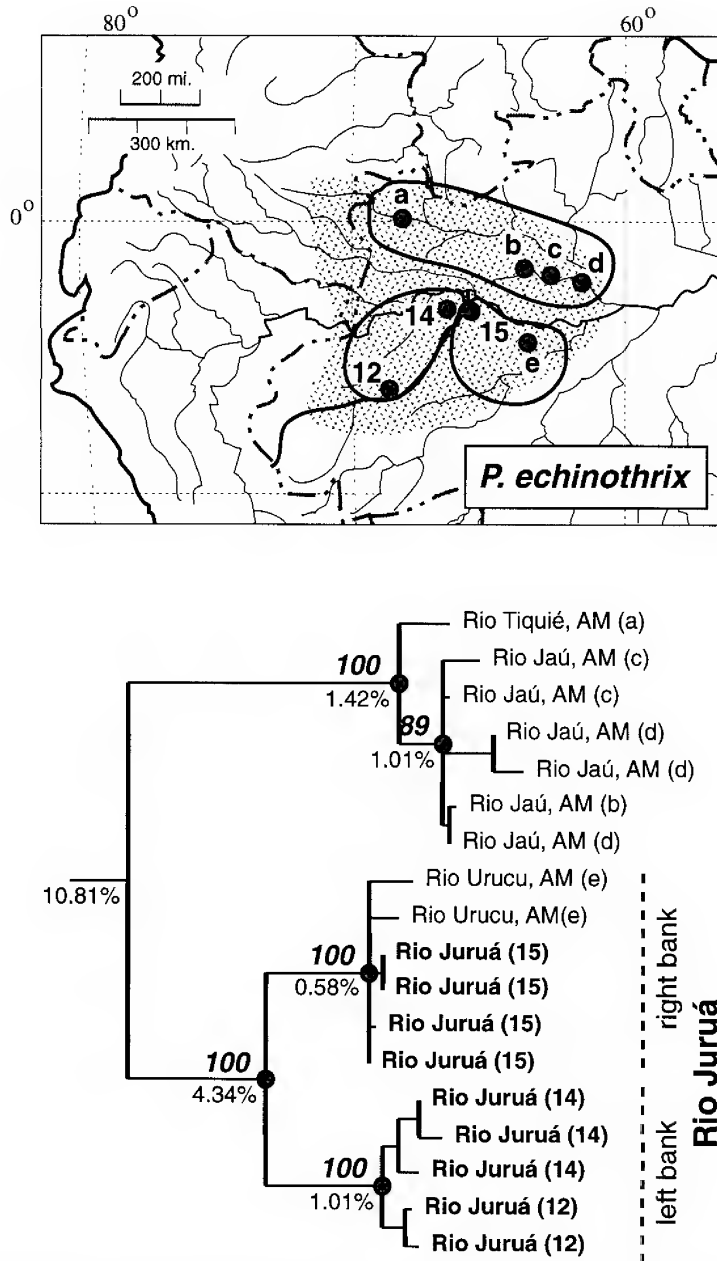 80°
60°
200 mi.
300 km.
0°
a
b
c
d
14
15
e
12
P. echinothrix
Rio Tiquié, AM (a)
100
Rio Jaú, AM (c)
1.42%
Rio Jaú, AM (c)
89
Rio Jaú, AM (d)
1.01%
Rio Jaú, AM (d)
Rio Jaú, AM (b)
Rio Jaú, AM (d)
10.81%
Rio Urucu, AM (e)
Rio Urucu, AM(e)
100
Rio Juruá (15)
0.58%
Rio Juruá (15)
Rio Juruá (15)
100
Rio Juruá (15)
4.34%
Rio Juruá (14)
Rio Juruá (14)
100
Rio Juruá (14)
1.01%
Rio Juruá (12)
Rio Juruá (12)
right bank
left bank
Rio Juruá